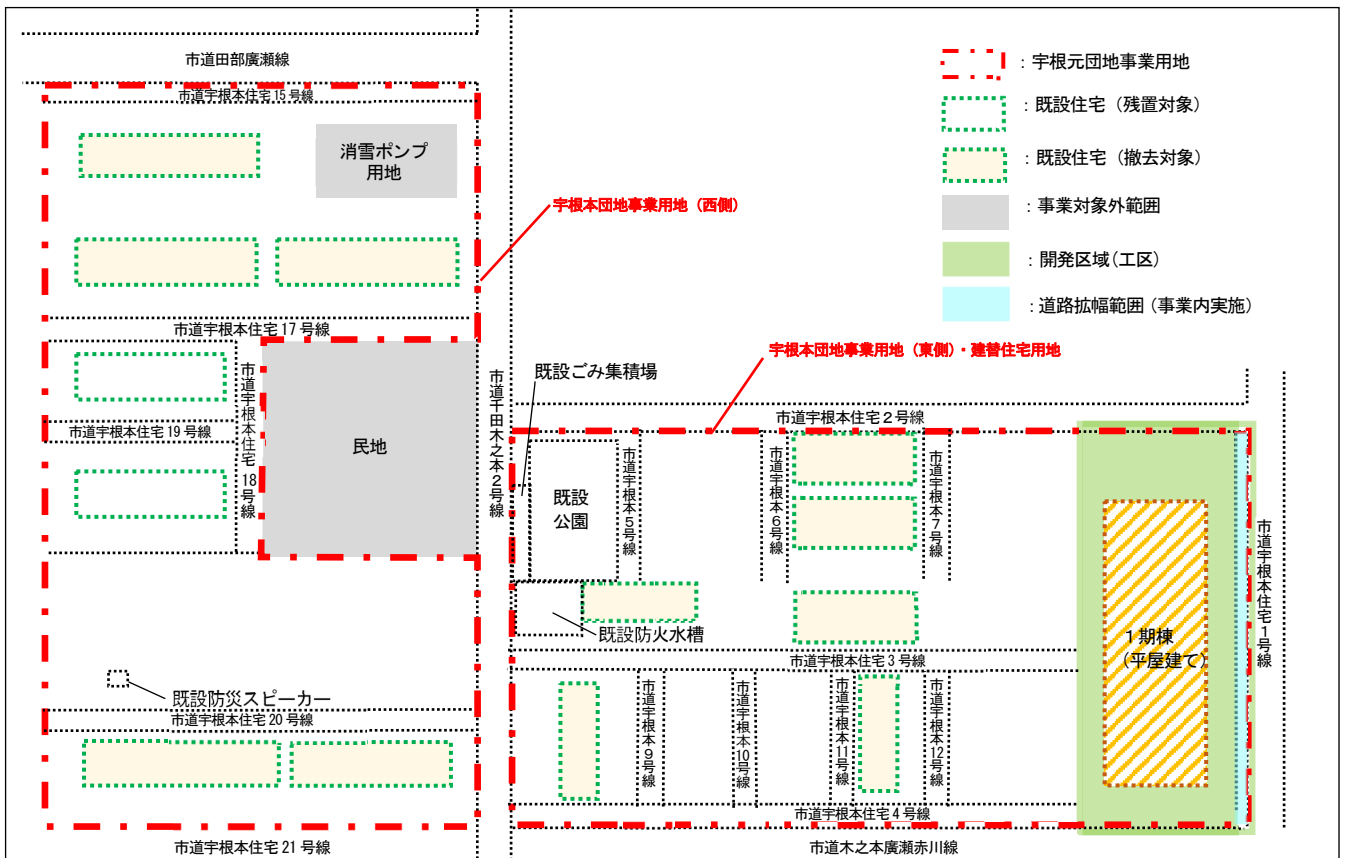 市道田部廣瀬線
市道宇根本住宅15号線
消雪ポンプ
用地
：宇根元団地事業用地
：既設住宅（残置対象）
：既設住宅（撤去対象）
：事業対象外範囲
：開発区域（工区）
：道路拡幅範囲（事業内実施）
宇根本団地事業用地（西側）
市道宇根本住宅17号線
市道宇根本住宅18号線
市道宇根本住宅19号線
民地
市道千田木之本2号線
宇根本団地事業用地（東側）・建替住宅用地
既設ごみ集積場
市道宇根本住宅２号線
既設
公園
市道宇根本5号線
市道宇根本6号線
市道宇根本7号線
市道宇根本住宅1号線
既設防火水槽
１期棟
（平屋建て）
市道宇根本住宅3号線
既設防災スピーカー
市道宇根本住宅20号線
市道宇根本9号線
市道宇根本10号線
市道宇根本11号線
市道宇根本12号線
市道宇根本住宅4号線
市道宇根本住宅21号線
市道木之本廣瀬赤川線